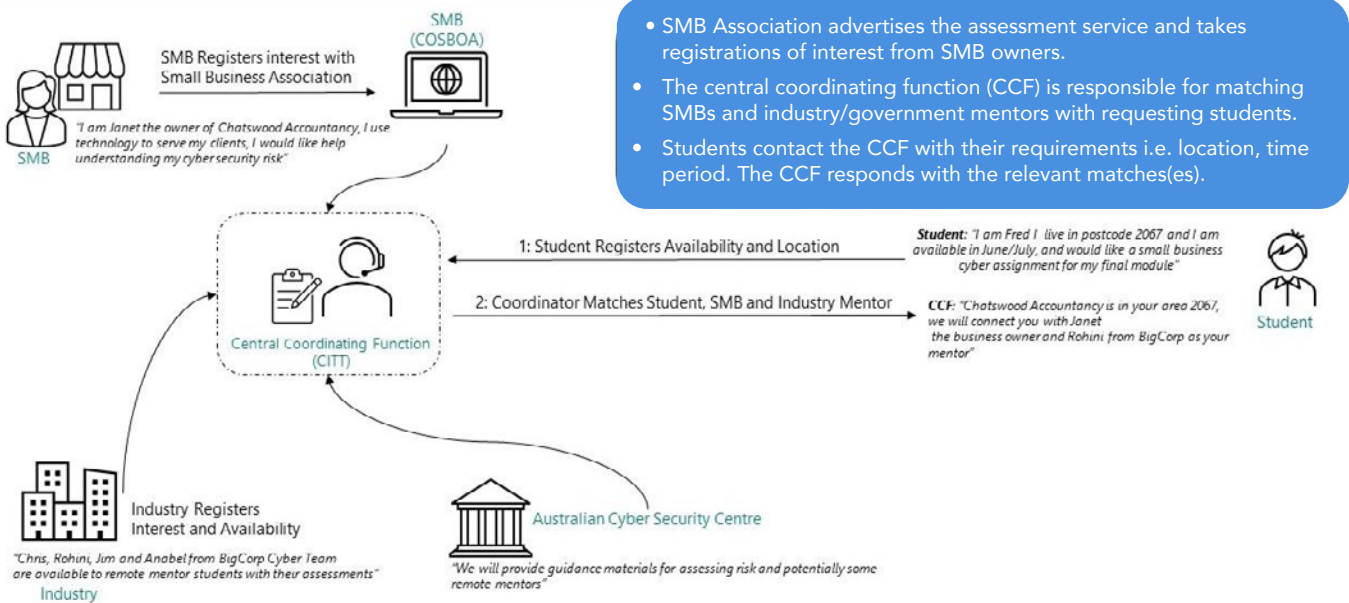 SMB
(COSBOA)
SMB Registers interest with
Small Business Association
"I am Janet the owner of Chatswood Accountancy, I use
technology to serve my clients, I would like help
understanding my cyber security risk"
SMB
• SMB Association advertises the assessment service and takes
registrations of interest from SMB owners.
• The central coordinating function (CCF) is responsible for matching
SMBs and industry/government mentors with requesting students.
• Students contact the CCF with their requirements i.e. location, time
period. The CCF responds with the relevant matches(es).
1: Student Registers Availability and Location
Student: "I am Fred I live in postcode 2067 and I am
available in June/July, and would like a small business
cyber assignment for my final module"
2: Coordinator Matches Student, SMB and Industry Mentor
CCF: "Chatswood Accountancy is in your area 2067,
we will connect you with Janet
the business owner and Rohini from BigCorp as your
mentor"
Student
Central Coordinating Function
(CITT)
Industry Registers
Interest and Availability
"Chris, Rohini, Jim and Anabel from BigCorp Cyber Team
are available to remote mentor students with their assessments"
Industry
Australian Cyber Security Centre
"We will provide guidance materials for assessing risk and potentially some
remote mentors"